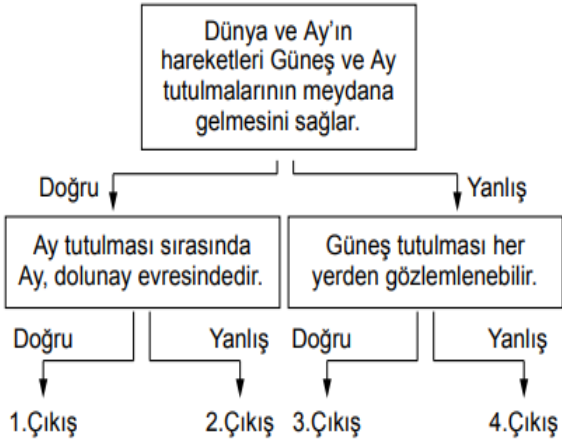 Dünya ve Ay'ın
hareketleri Güneş ve Ay
tutulmalarının meydana
gelmesini sağlar.
Doğru
Yanlış
Ay tutulması sırasında
Ay, dolunay evresindedir.
Güneş tutulması her
yerden gözlemlenebilir.
Doğru
Yanlış
Doğru
Yanlış
1.Çıkış
2.Çıkış
3.Çıkış
4.Çıkış